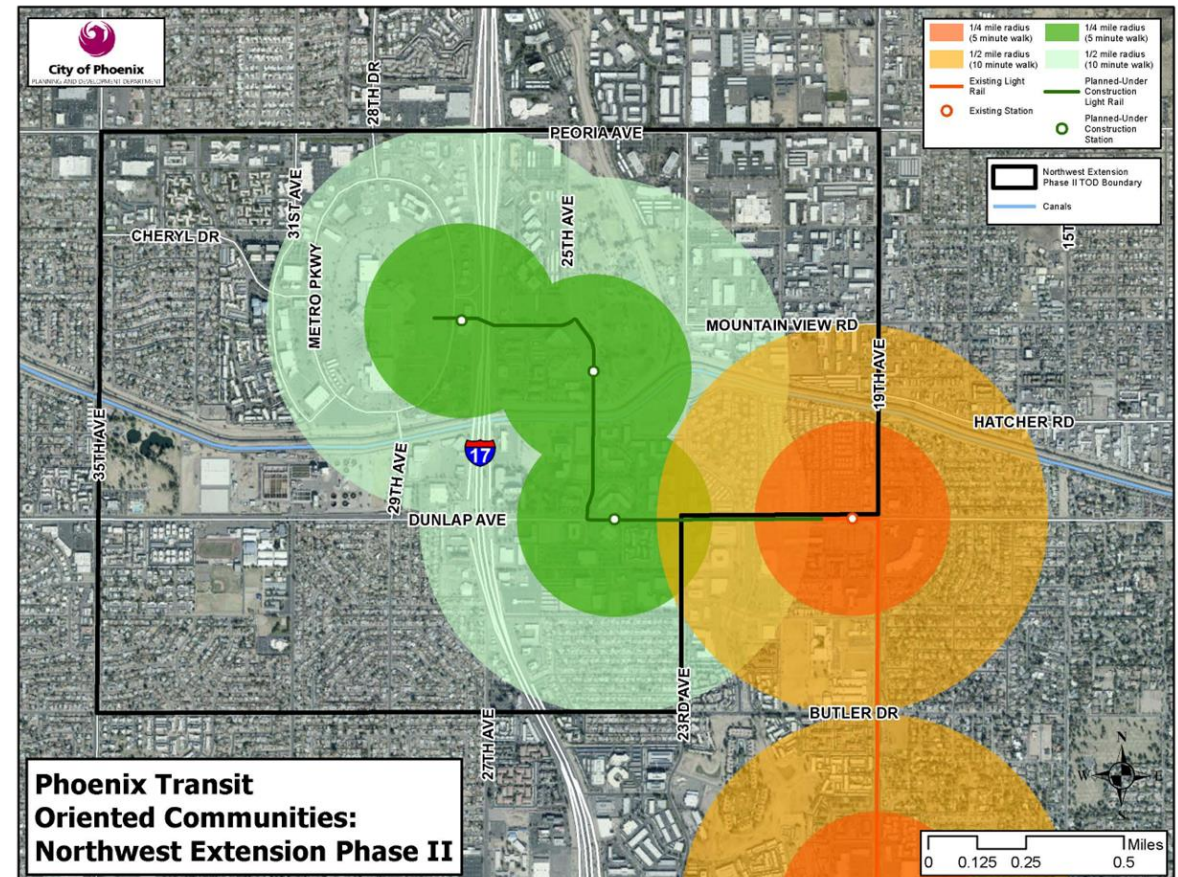 City of Phoenix
PLANNING AND DEVELOPMENT DEPARTMENT
1/4 mile radius
(5 minute walk)
1/2 mile radius
(10 minute walk)
Existing Light
Rail
Existing Station
1/4 mile radius
(5 minute walk)
1/2 mile radius
(10 minute walk)
Planned-Under
Construction
Light Rail
Planned-Under
Construction
Station
Northwest Extension
Phase II TOD Boundary
Canals
28TH DR
PEORIA AVE
31ST AVE
25TH AVE
CHERYL DR
METRO PKWY
MOUNTAIN VIEW RD
19TH AVE
HATCHER RD
35TH AVE
17
29TH AVE
DUNLAP AVE
23RD AVE
BUTLER DR
27TH AVE
N
W
E
Phoenix Transit
Oriented Communities:
Northwest Extension Phase II
Miles
0 0.125 0.25 0.5